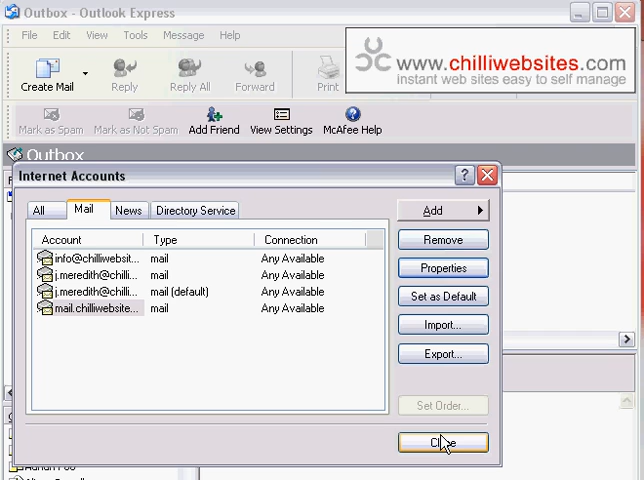 Outbox - Outlook Express
File Edit View Tools Message Help
www.chilliwebsites.com
instant web sites easy to self manage
Create Mail Reply Reply All Forward Print
Mark as Spam Mark as Not Spam Add Friend View Settings McAfee Help
Outbox
Internet Accounts
All Mail News Directory Service
Add
Account Type Connection
Remove
info@chilliwebsit... mail Any Available
j.meredith@chilli... mail Any Available
Properties
j.meredith@chilli... mail (default) Any Available
Set as Default
mail.chilliwebsite... mail Any Available
Import...
Export...
Set Order...